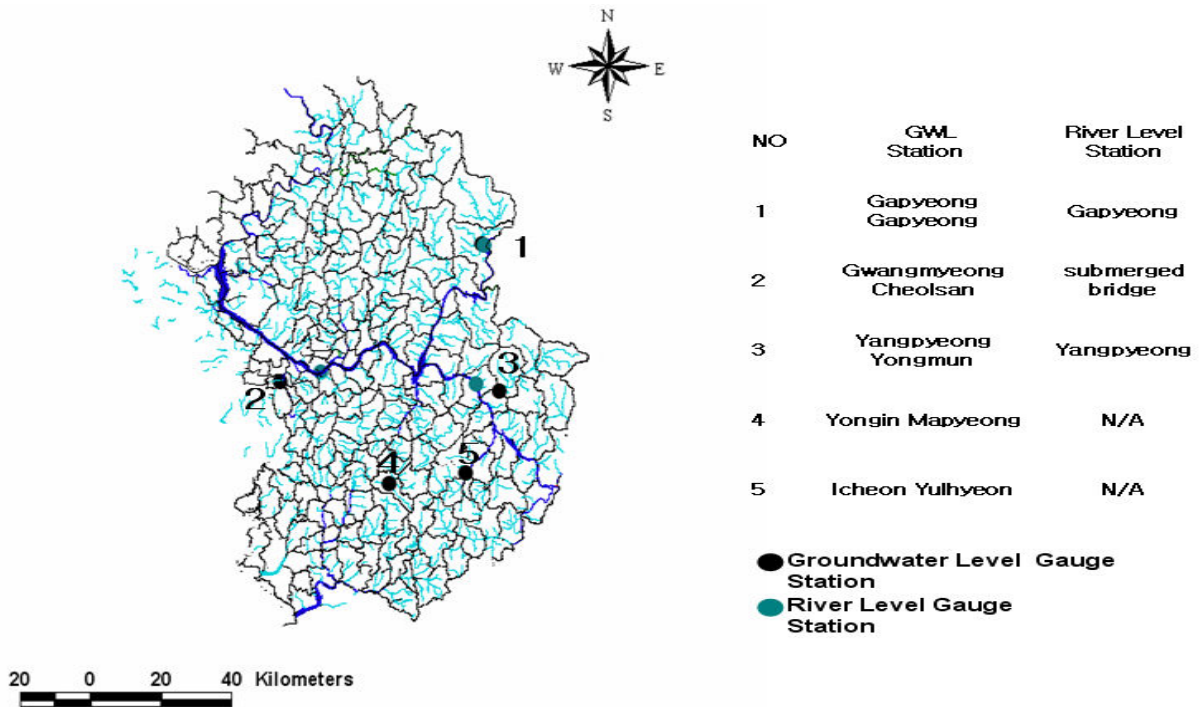 N
W E
S
NO GWL Station River Level Station
1 Gapyeong Gapyeong Gapyeong
2 Gwangmyeong Cheolsan submerged bridge
3 Yangpyeong Yongmun Yangpyeong
4 Yongin Mapyeong N/A
5 Icheon Yulhyeon N/A
Groundwater Level Gauge
Station
River Level Gauge
Station
1
2
3
4
5
20 0 20 40 Kilometers